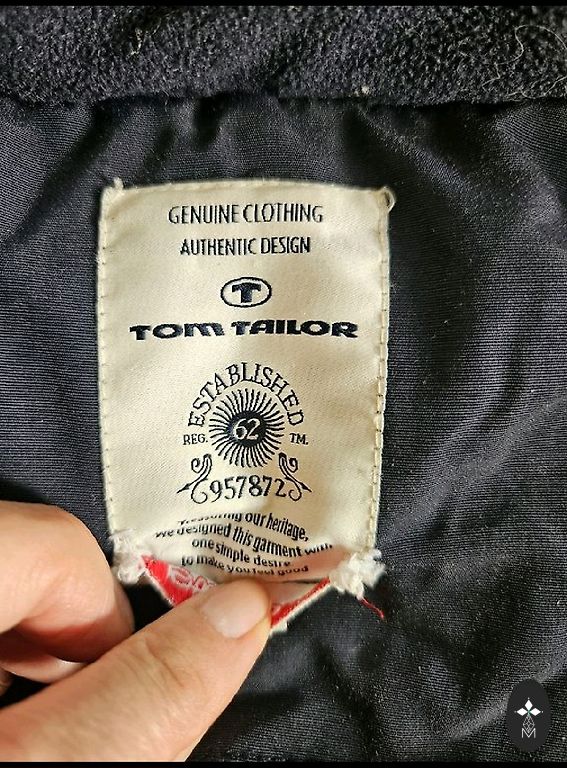 GENUINE CLOTHING
AUTHENTIC DESIGN
T
TOM TAILOR
ESTABLISHED
REG. 62 TM.
957872
our heritage,
we designed this garment with
one simple desire
to make you feel good
M